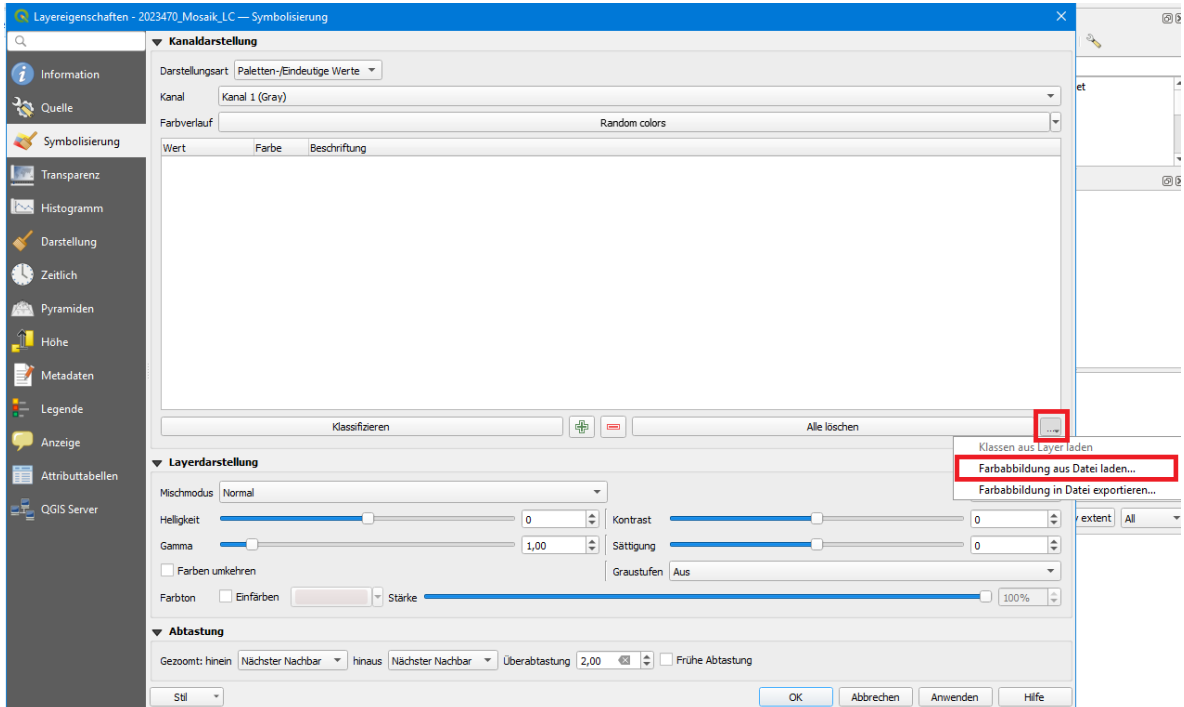 Layereigenschaften - 2023470_Mosaik_LC — Symbolisierung
Information
Quelle
Symbolisierung
Transparenz
Histogramm
Darstellung
Zeitlich
Pyramiden
Höhe
Metadaten
Legende
Anzeige
Attributtabellen
QGIS Server
Kanaldarstellung
Darstellungsart Paletten-/Eindeutige Werte
Kanal Kanal 1 (Gray)
Farbverlauf Random colors
Wert Farbe Beschriftung
Klassifizieren Alle löschen ...
Klassen aus Layer laden
Farbabbildung aus Datei laden...
Farbabbildung in Datei exportieren...
Layerdarstellung
Mischmodus Normal
Helligkeit 0 Kontrast 0
Gamma 1,00 Sättigung 0
Farben umkehren Graustufen Aus
Farbton Einfärben Stärke 100%
Abtastung
Gezoomt: hinein Nächster Nachbar hinaus Nächster Nachbar Überabtastung 2,00 Frühe Abtastung
Stil OK Abbrechen Anwenden Hilfe
et
extent All